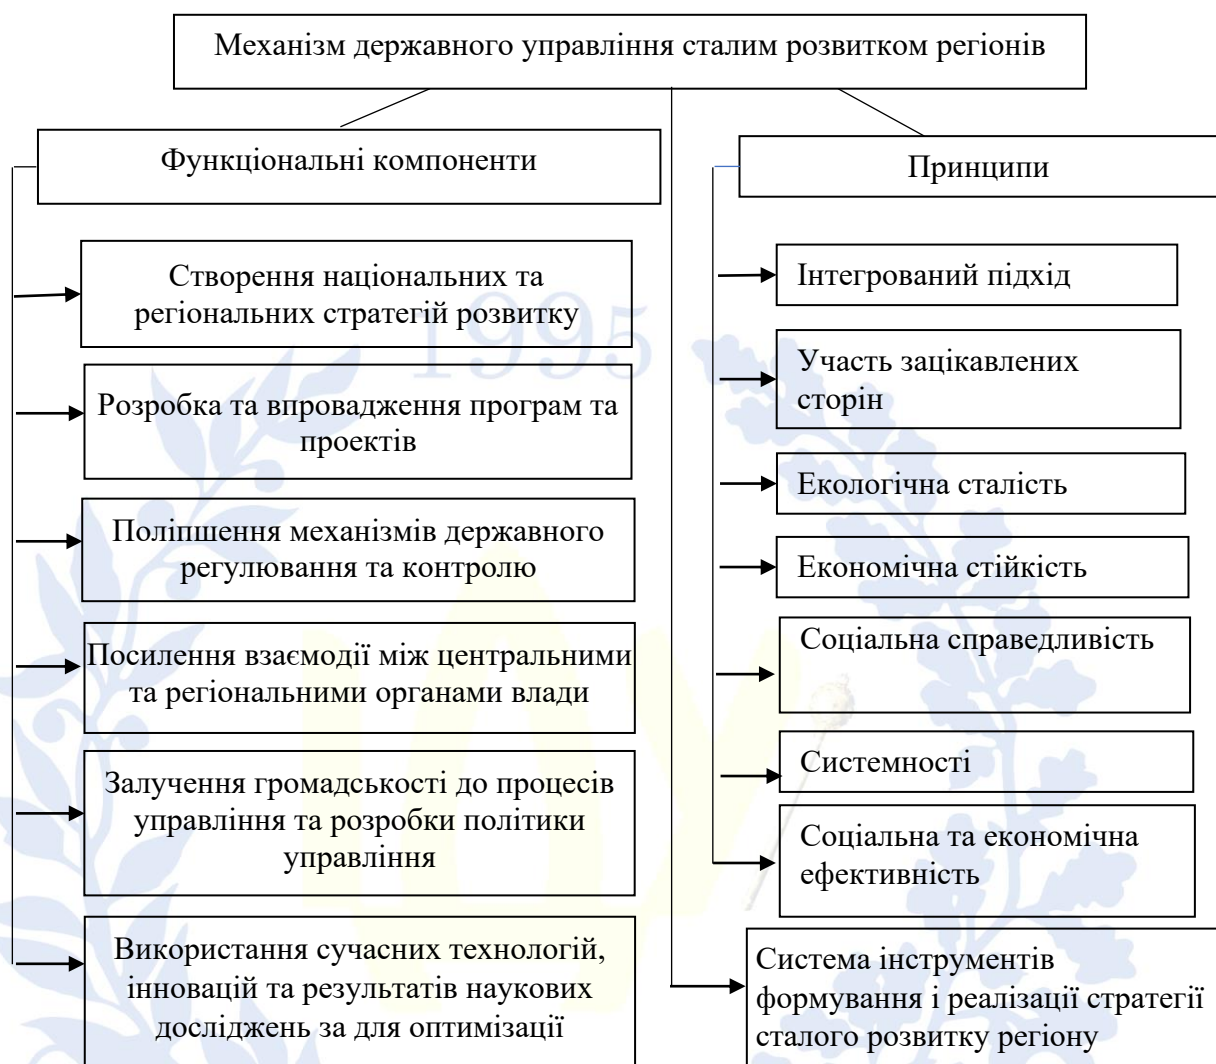 Механізм державного управління сталим розвитком регіонів
Функціональні компоненти
Створення національних та
регіональних стратегій розвитку
Розробка та впровадження програм та
проектів
Поліпшення механізмів державного
регулювання та контролю
Посилення взаємодії між центральними
та регіональними органами влади
Залучення громадськості до процесів
управління та розробки політики
управління
Використання сучасних технологій,
інновацій та результатів наукових
досліджень за для оптимізації
Принципи
Інтегрований підхід
Участь зацікавлених
сторін
Екологічна сталість
Економічна стійкість
Соціальна справедливість
Системності
Соціальна та економічна
ефективність
Система інструментів
формування і реалізації стратегії
сталого розвитку регіону
1995